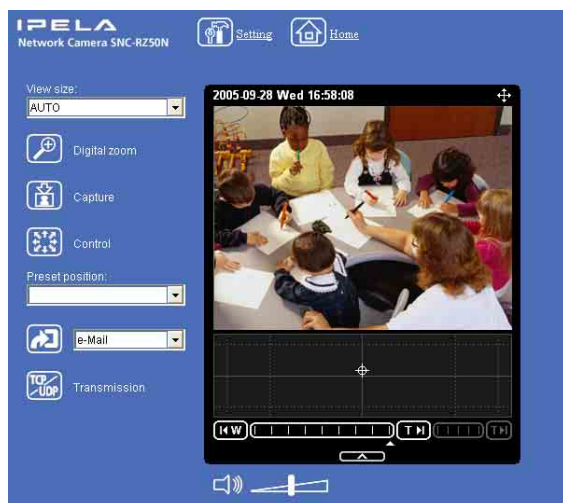 IPELA
Network Camera SNC-RZ50N
Setting
Home
View size:
AUTO
Digital zoom
Capture
Control
Preset position:
e-Mail
TCP/UDP
Transmission
2005-09-28 Wed 16:58:08
W
T
T